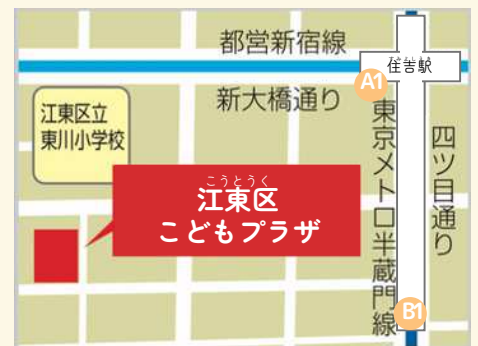 都営新宿線
住吉駅
A1
新大橋通り
江東区立
東川小学校
東京メトロ半蔵門線
四ツ目通り
こうとうく
江東区
こどもプラザ
B1